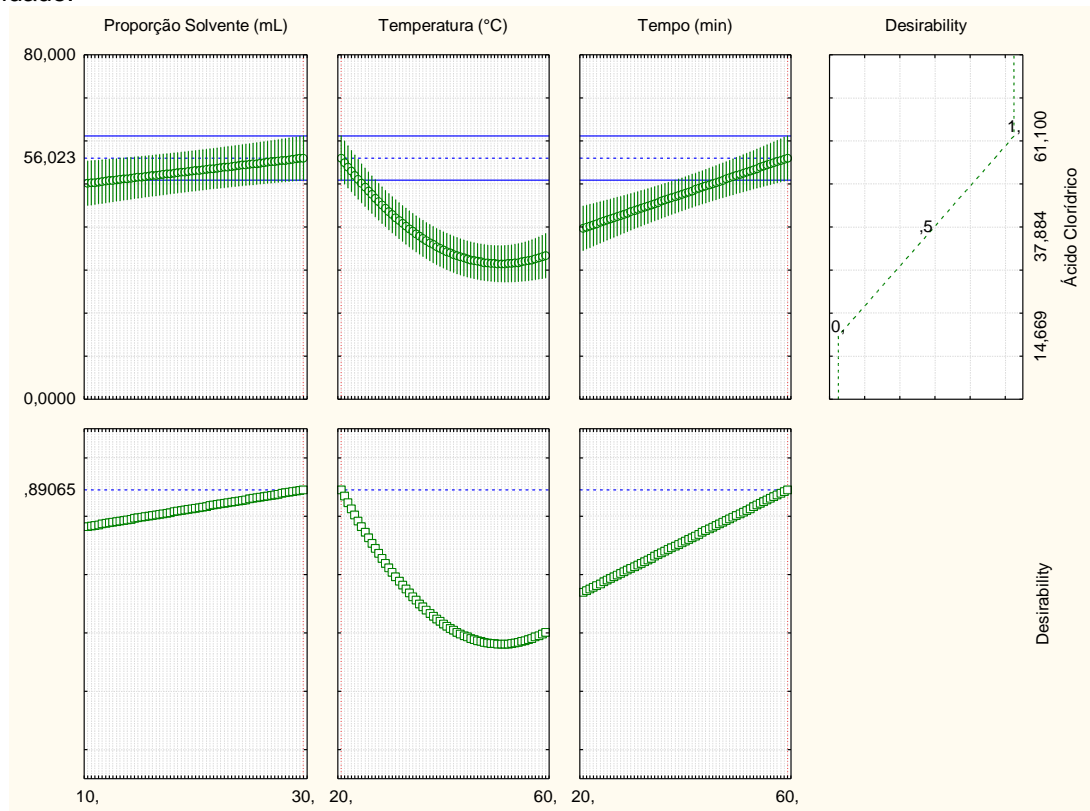 idade.
Proporção Solvente (mL)
Temperatura (°C)
Tempo (min)
Desirability
80,000
56,023
0,0000
1,
,5
0,
61,100
37,884
14,669
Ácido Clorídrico
,89065
Desirability
10,
30,
20,
60,
20,
60,